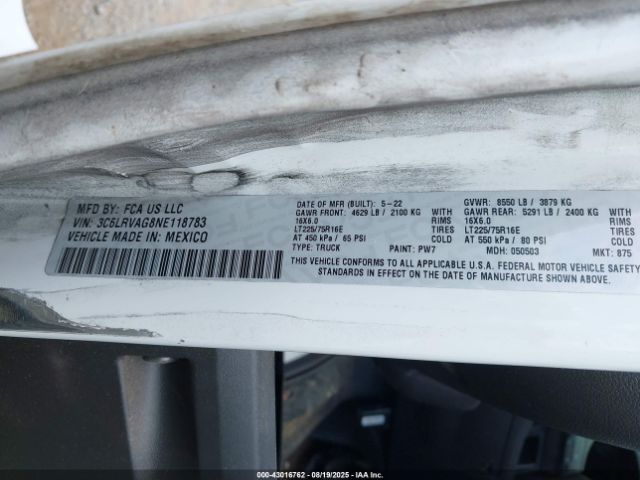 MFD BY: FCA US LLC
VIN: 3C6LRVAG8NE118783
VEHICLE MADE IN: MEXICO
DATE OF MFR (BUILT): 5-22 GVWR: 8550 LB / 3879 KG
GAWR FRONT: 4629 LB / 2100 KG WITH GAWR REAR: 5291 LB / 2400 KG WITH
16X6.0 RIMS 16X6.0 RIMS
LT225/75R16E TIRES LT225/75R16E TIRES
AT 450 kPa / 65 PSI COLD AT 550 kPa / 80 PSI COLD
TYPE: TRUCK PAINT: PW7 MDH: 050503 MKT: 875
THIS VEHICLE CONFORMS TO ALL APPLICABLE U.S.A. FEDERAL MOTOR VEHICLE SAFETY
STANDARDS IN EFFECT ON THE DATE OF MANUFACTURE SHOWN ABOVE.
000-43016762 - 08/19/2025 - IAA Inc.